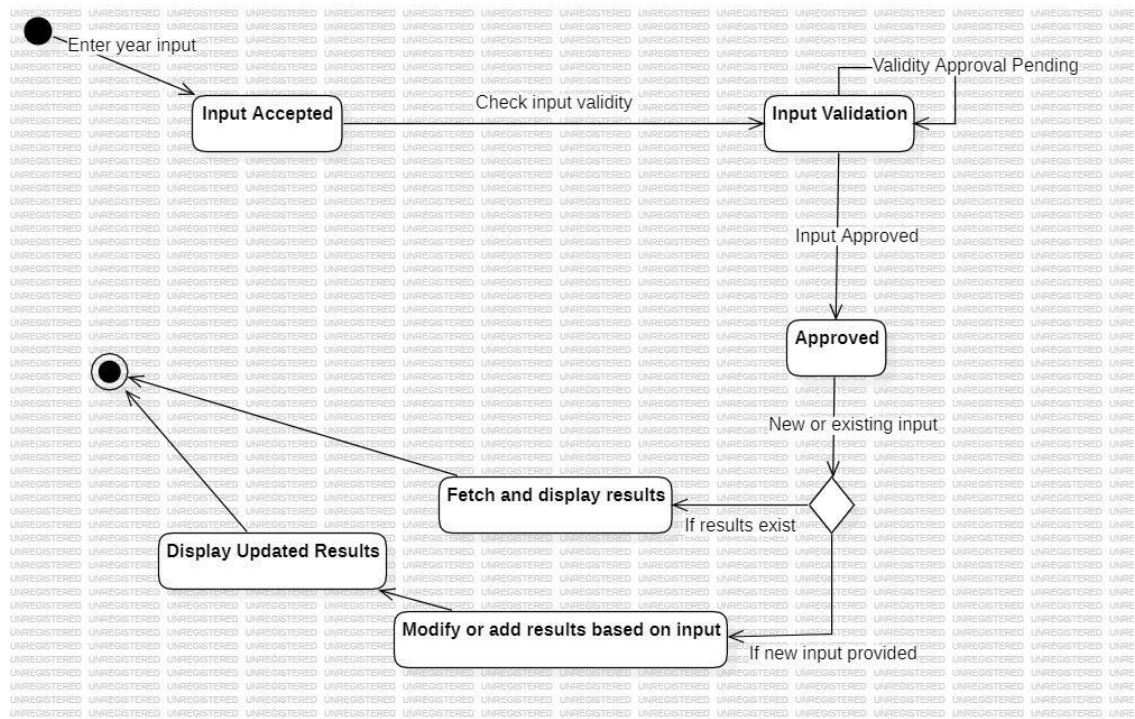 Enter year input
Input Accepted
Check input validity
Input Validation
Validity Approval Pending
Input Approved
Approved
New or existing input
Fetch and display results
If results exist
Display Updated Results
Modify or add results based on input
If new input provided
UNREGISTERED